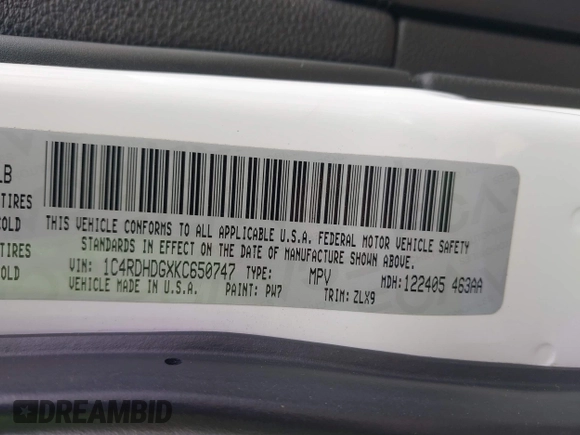 LB
TIRES
COLD
TIRES
COLD
THIS VEHICLE CONFORMS TO ALL APPLICABLE U.S.A. FEDERAL MOTOR VEHICLE SAFETY
STANDARDS IN EFFECT ON THE DATE OF MANUFACTURE SHOWN ABOVE.
VIN: 1C4RDHDGXKC650747 TYPE: MPV MDH: 122405 463AA
VEHICLE MADE IN U.S.A. PAINT: PW7 TRIM: ZLX9
DREAMBID